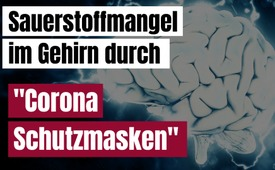 Sauerstoffmangel
im Gehirn durch
"Corona
Schutzmasken"